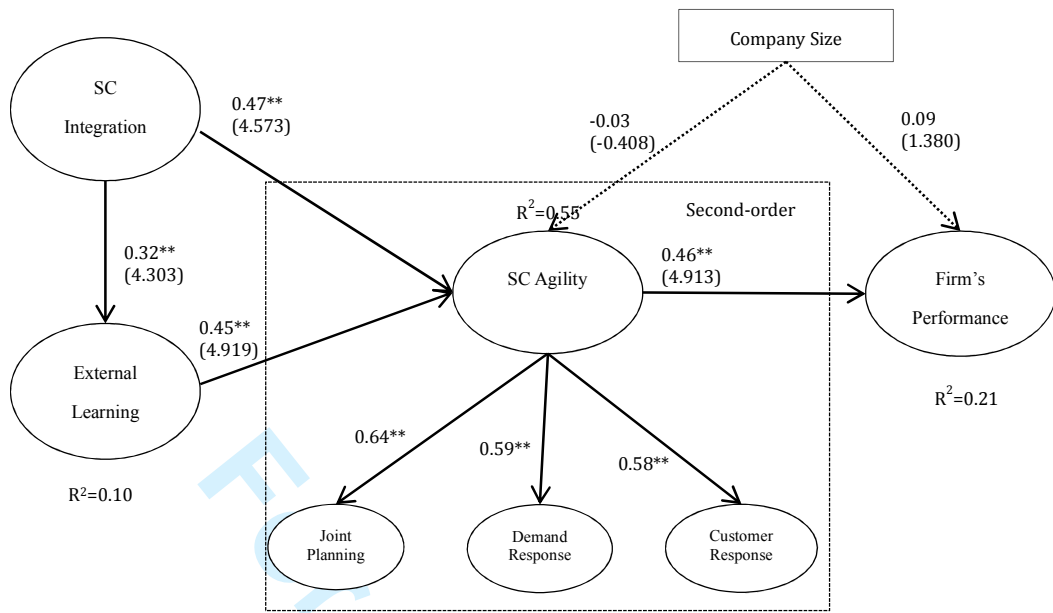 Company Size
SC
Integration
0.47**
(4.573)
-0.03
(-0.408)
0.09
(1.380)
R²=0.55
Second-order
0.32**
(4.303)
SC Agility
0.46**
(4.913)
Firm’s
Performance
0.45**
(4.919)
External
Learning
R²=0.21
0.64**
0.59**
0.58**
R²=0.10
Joint
Planning
Demand
Response
Customer
Response